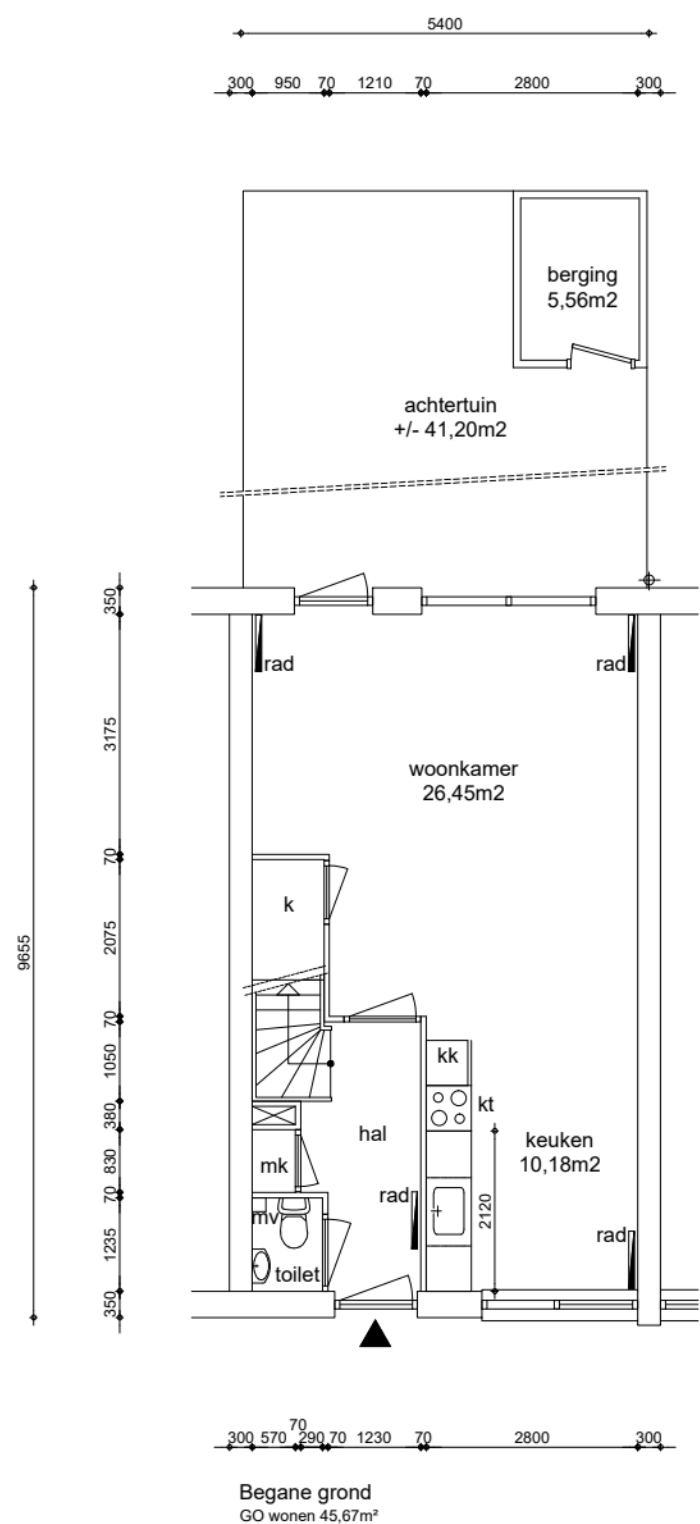 5400
300 950 70 1210 70 2800 300
berging
5,56m2
achtertuin
+/- 41,20m2
350
rad
rad
3175
woonkamer
26,45m2
70
k
2075
9655
70
1050
kk
kt
380
hal
keuken
10,18m2
830
mk
rad
2120
70
mv
rad
1235
toilet
350
70
300 570 290 70 1230 70 2800 300
Begane grond
GO wonen 45,67m²